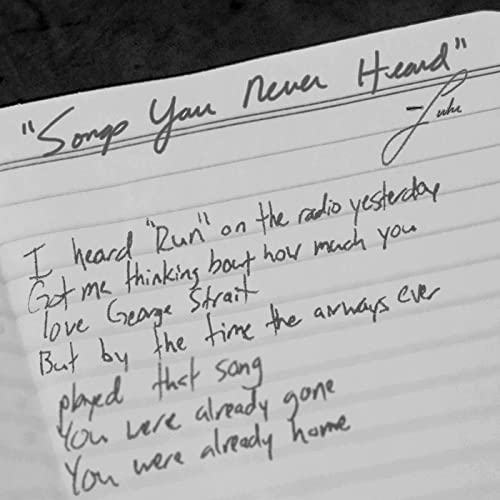 "Songs You Never Heard"
- Luke
I heard "Run" on the radio yesterday
Got me thinking bout how much you
love George Strait
But by the time the airways ever
played that song
You were already gone
You were already home